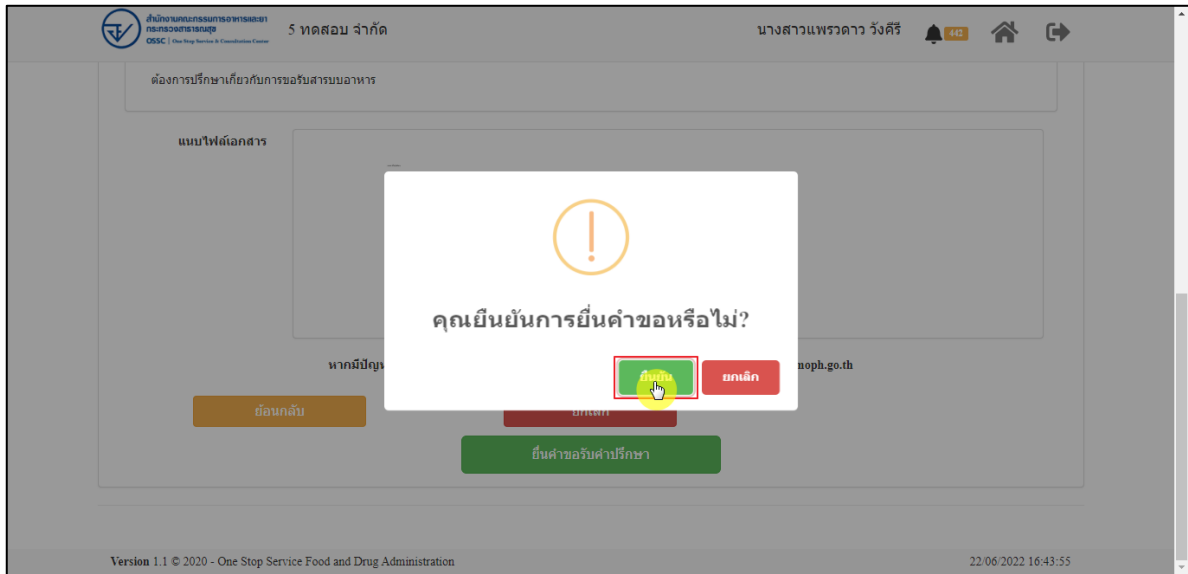 สำนักงานคณะกรรมการอาหารและยา
กระทรวงสาธารณสุข
OSSC | One Stop Service & Consultation Center
5 ทดสอบ จำกัด
นางสาวแพรวดาว วังคีรี
442
ต้องการปรึกษาเกี่ยวกับการขอรับสารบบอาหาร
แนบไฟล์เอกสาร
คุณยืนยันการยื่นคำขอหรือไม่?
ยืนยัน
ยกเลิก
หากมีปัญห
moph.go.th
ย้อนกลับ
ยกเลิก
ยื่นคำขอรับคำปรึกษา
Version 1.1 © 2020 - One Stop Service Food and Drug Administration
22/06/2022 16:43:55